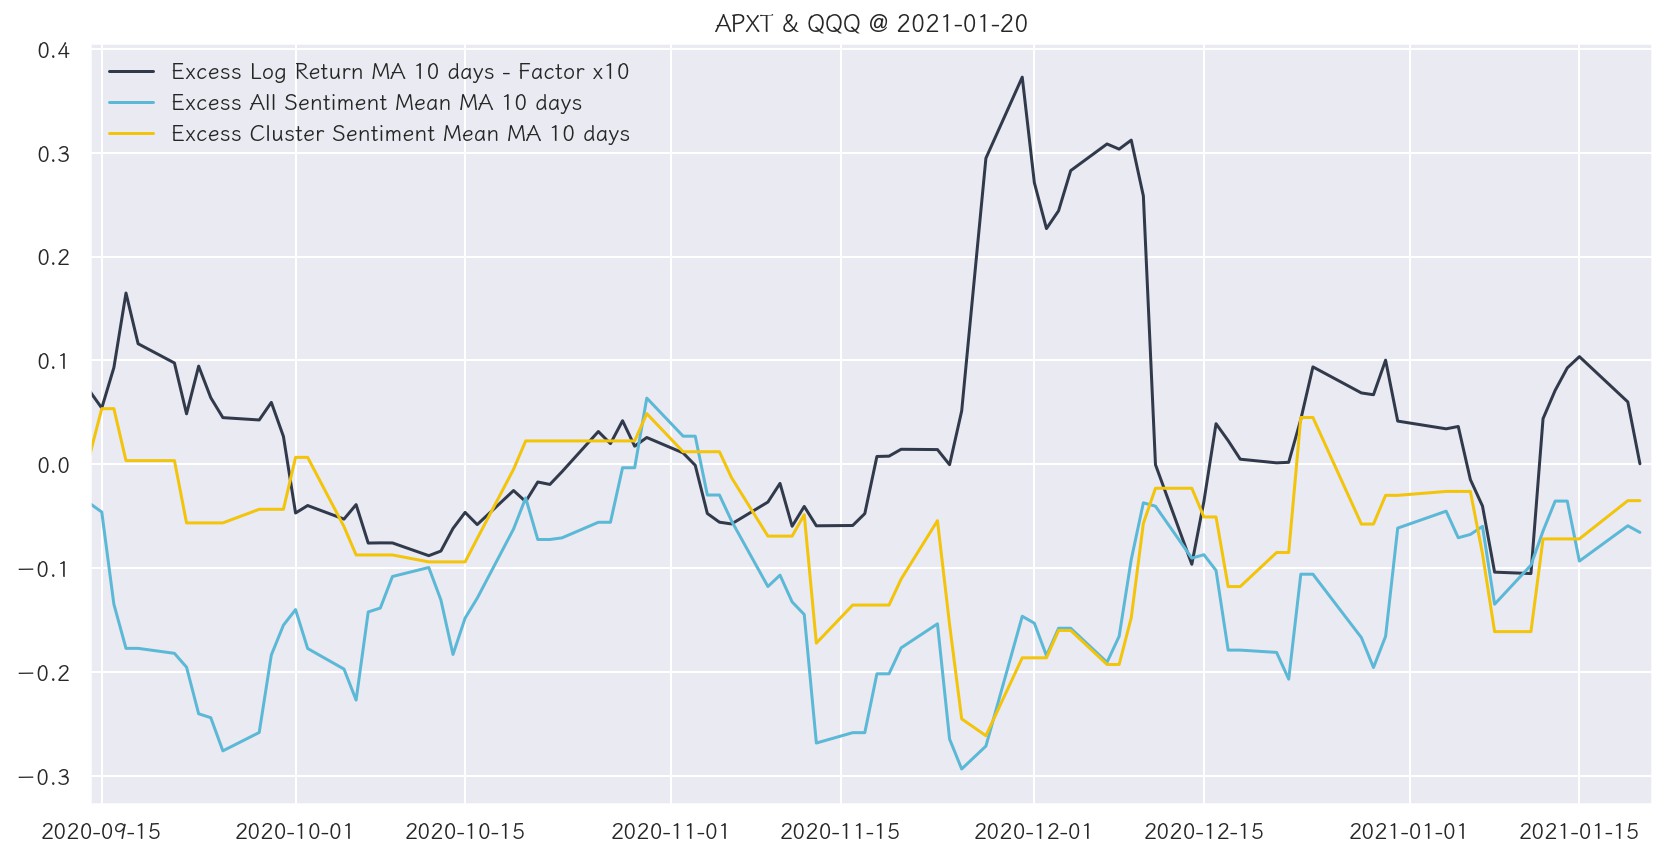 APXT & QQQ @ 2021-01-20
0.4
0.3
0.2
0.1
0.0
−0.1
−0.2
−0.3
Excess Log Return MA 10 days - Factor x10
Excess All Sentiment Mean MA 10 days
Excess Cluster Sentiment Mean MA 10 days
2020-09-15 2020-10-01 2020-10-15 2020-11-01 2020-11-15 2020-12-01 2020-12-15 2021-01-01 2021-01-15